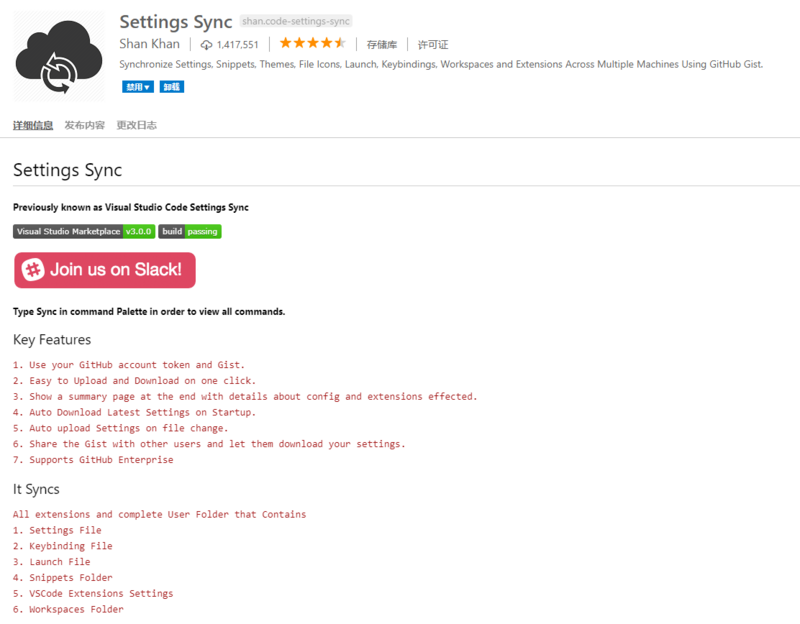 Settings Sync shan.code-settings-sync
Shan Khan 1,417,551 存储库 许可证
Synchronize Settings, Snippets, Themes, File Icons, Launch, Keybindings, Workspaces and Extensions Across Multiple Machines Using GitHub Gist.
禁用 卸载
详细信息 发布内容 更改日志
Settings Sync
Previously known as Visual Studio Code Settings Sync
Visual Studio Marketplace v3.0.0 build passing
Join us on Slack!
Type Sync in command Palette in order to view all commands.
Key Features
1. Use your GitHub account token and Gist.
2. Easy to Upload and Download on one click.
3. Show a summary page at the end with details about config and extensions effected.
4. Auto Download Latest Settings on Startup.
5. Auto upload Settings on file change.
6. Share the Gist with other users and let them download your settings.
7. Supports GitHub Enterprise
It Syncs
All extensions and complete User Folder that Contains
1. Settings File
2. Keybinding File
3. Launch File
4. Snippets Folder
5. VSCode Extensions Settings
6. Workspaces Folder